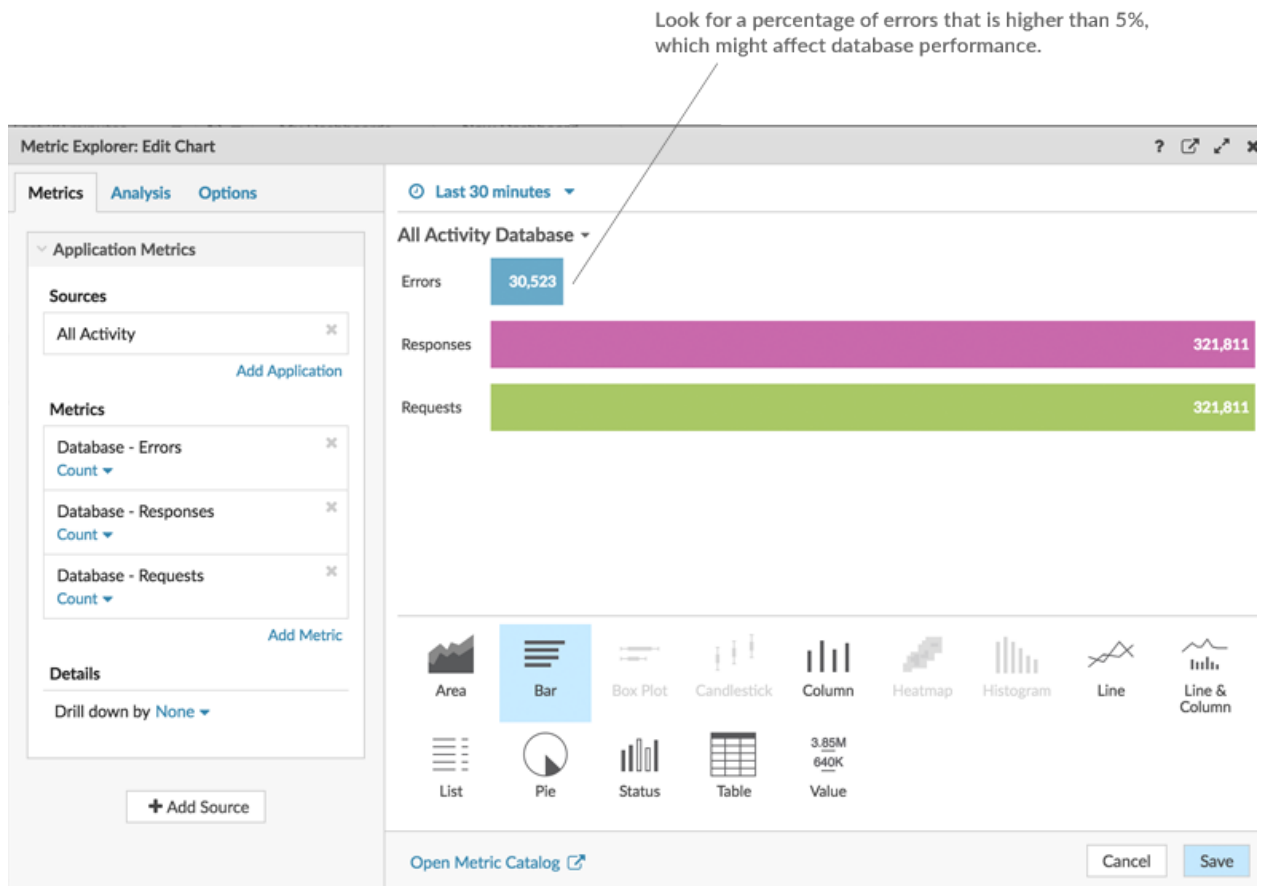 Look for a percentage of errors that is higher than 5%,
which might affect database performance.
Metric Explorer: Edit Chart
?
Metrics Analysis Options
Last 30 minutes
Application Metrics
All Activity Database
Errors 30,523
Sources
All Activity
Responses 321,811
Add Application
Requests 321,811
Metrics
Database - Errors
Count
Database - Responses
Count
Database - Requests
Count
Add Metric
Details
Drill down by None
Add Source
Area Bar Box Plot Candlestick Column Heatmap Histogram Line Line &
Column
3.85M
640K
List Pie Status Table Value
Open Metric Catalog
Cancel Save